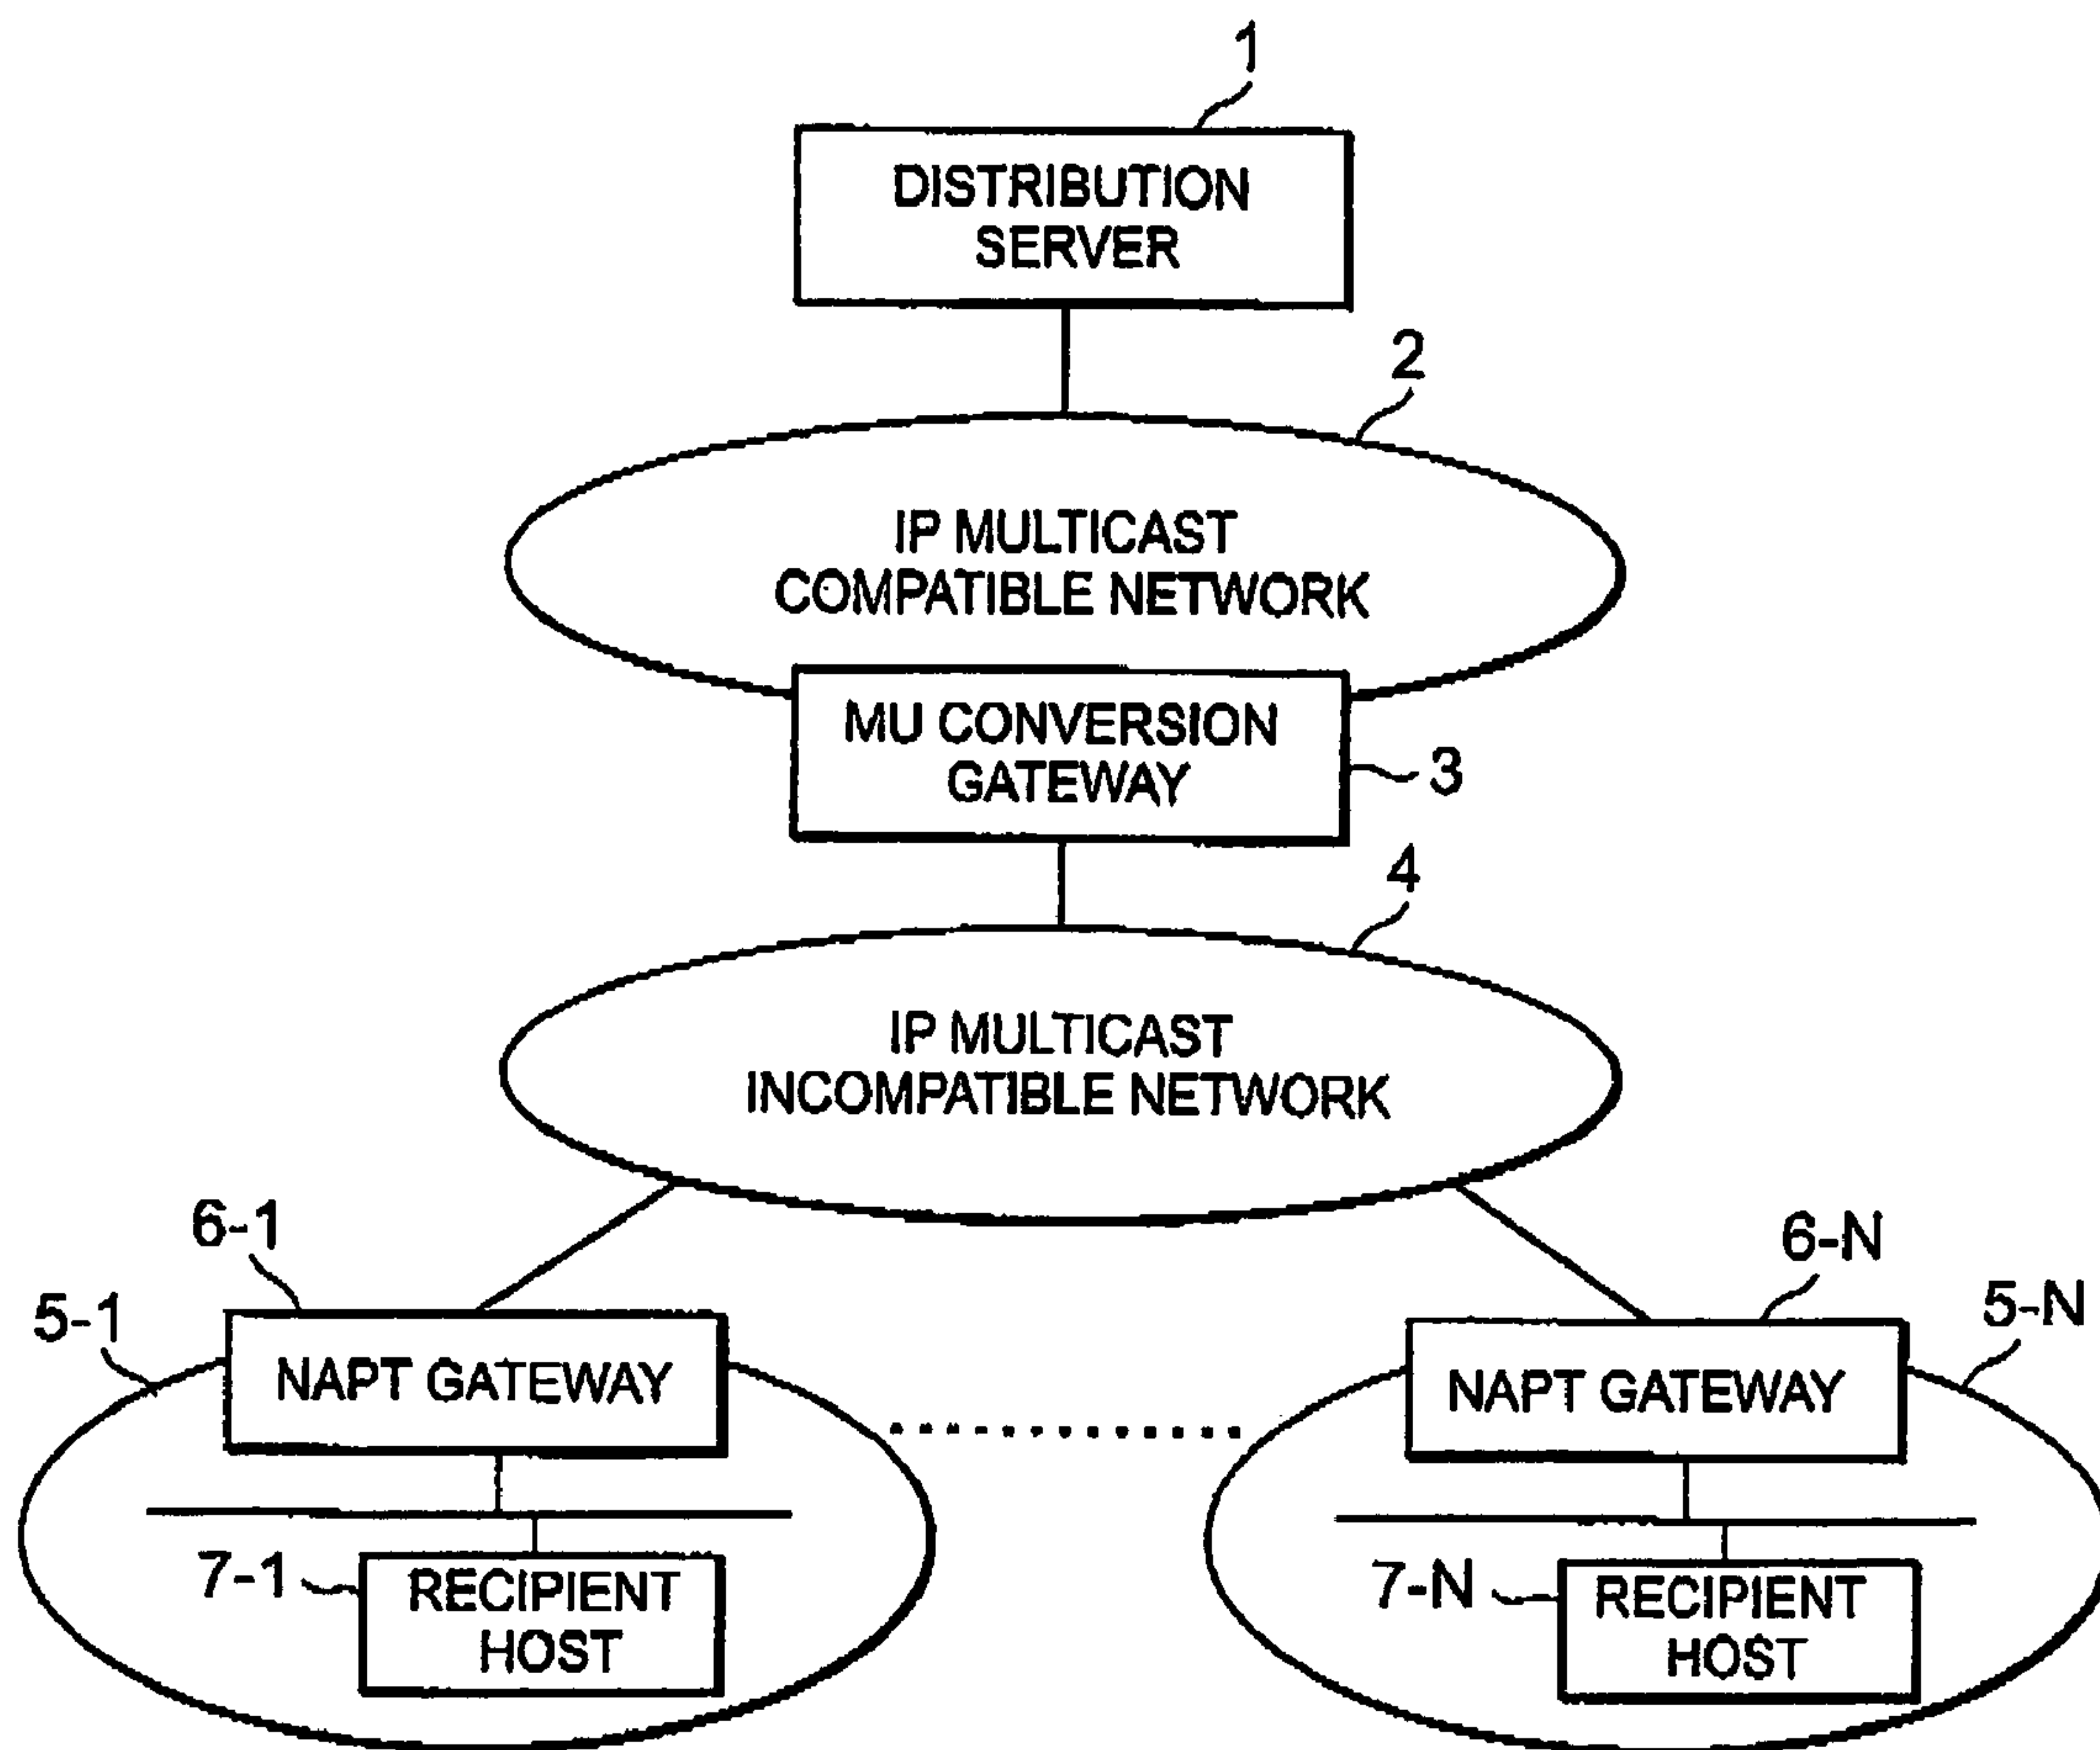 1
DISTRIBUTION
SERVER
2
IP MULTICAST
COMPATIBLE NETWORK
MU CONVERSION
GATEWAY
3
4
IP MULTICAST
INCOMPATIBLE NETWORK
6-1
6-N
5-1
5-N
NAPT GATEWAY
NAPT GATEWAY
7-1
RECIPIENT
HOST
7-N
RECIPIENT
HOST